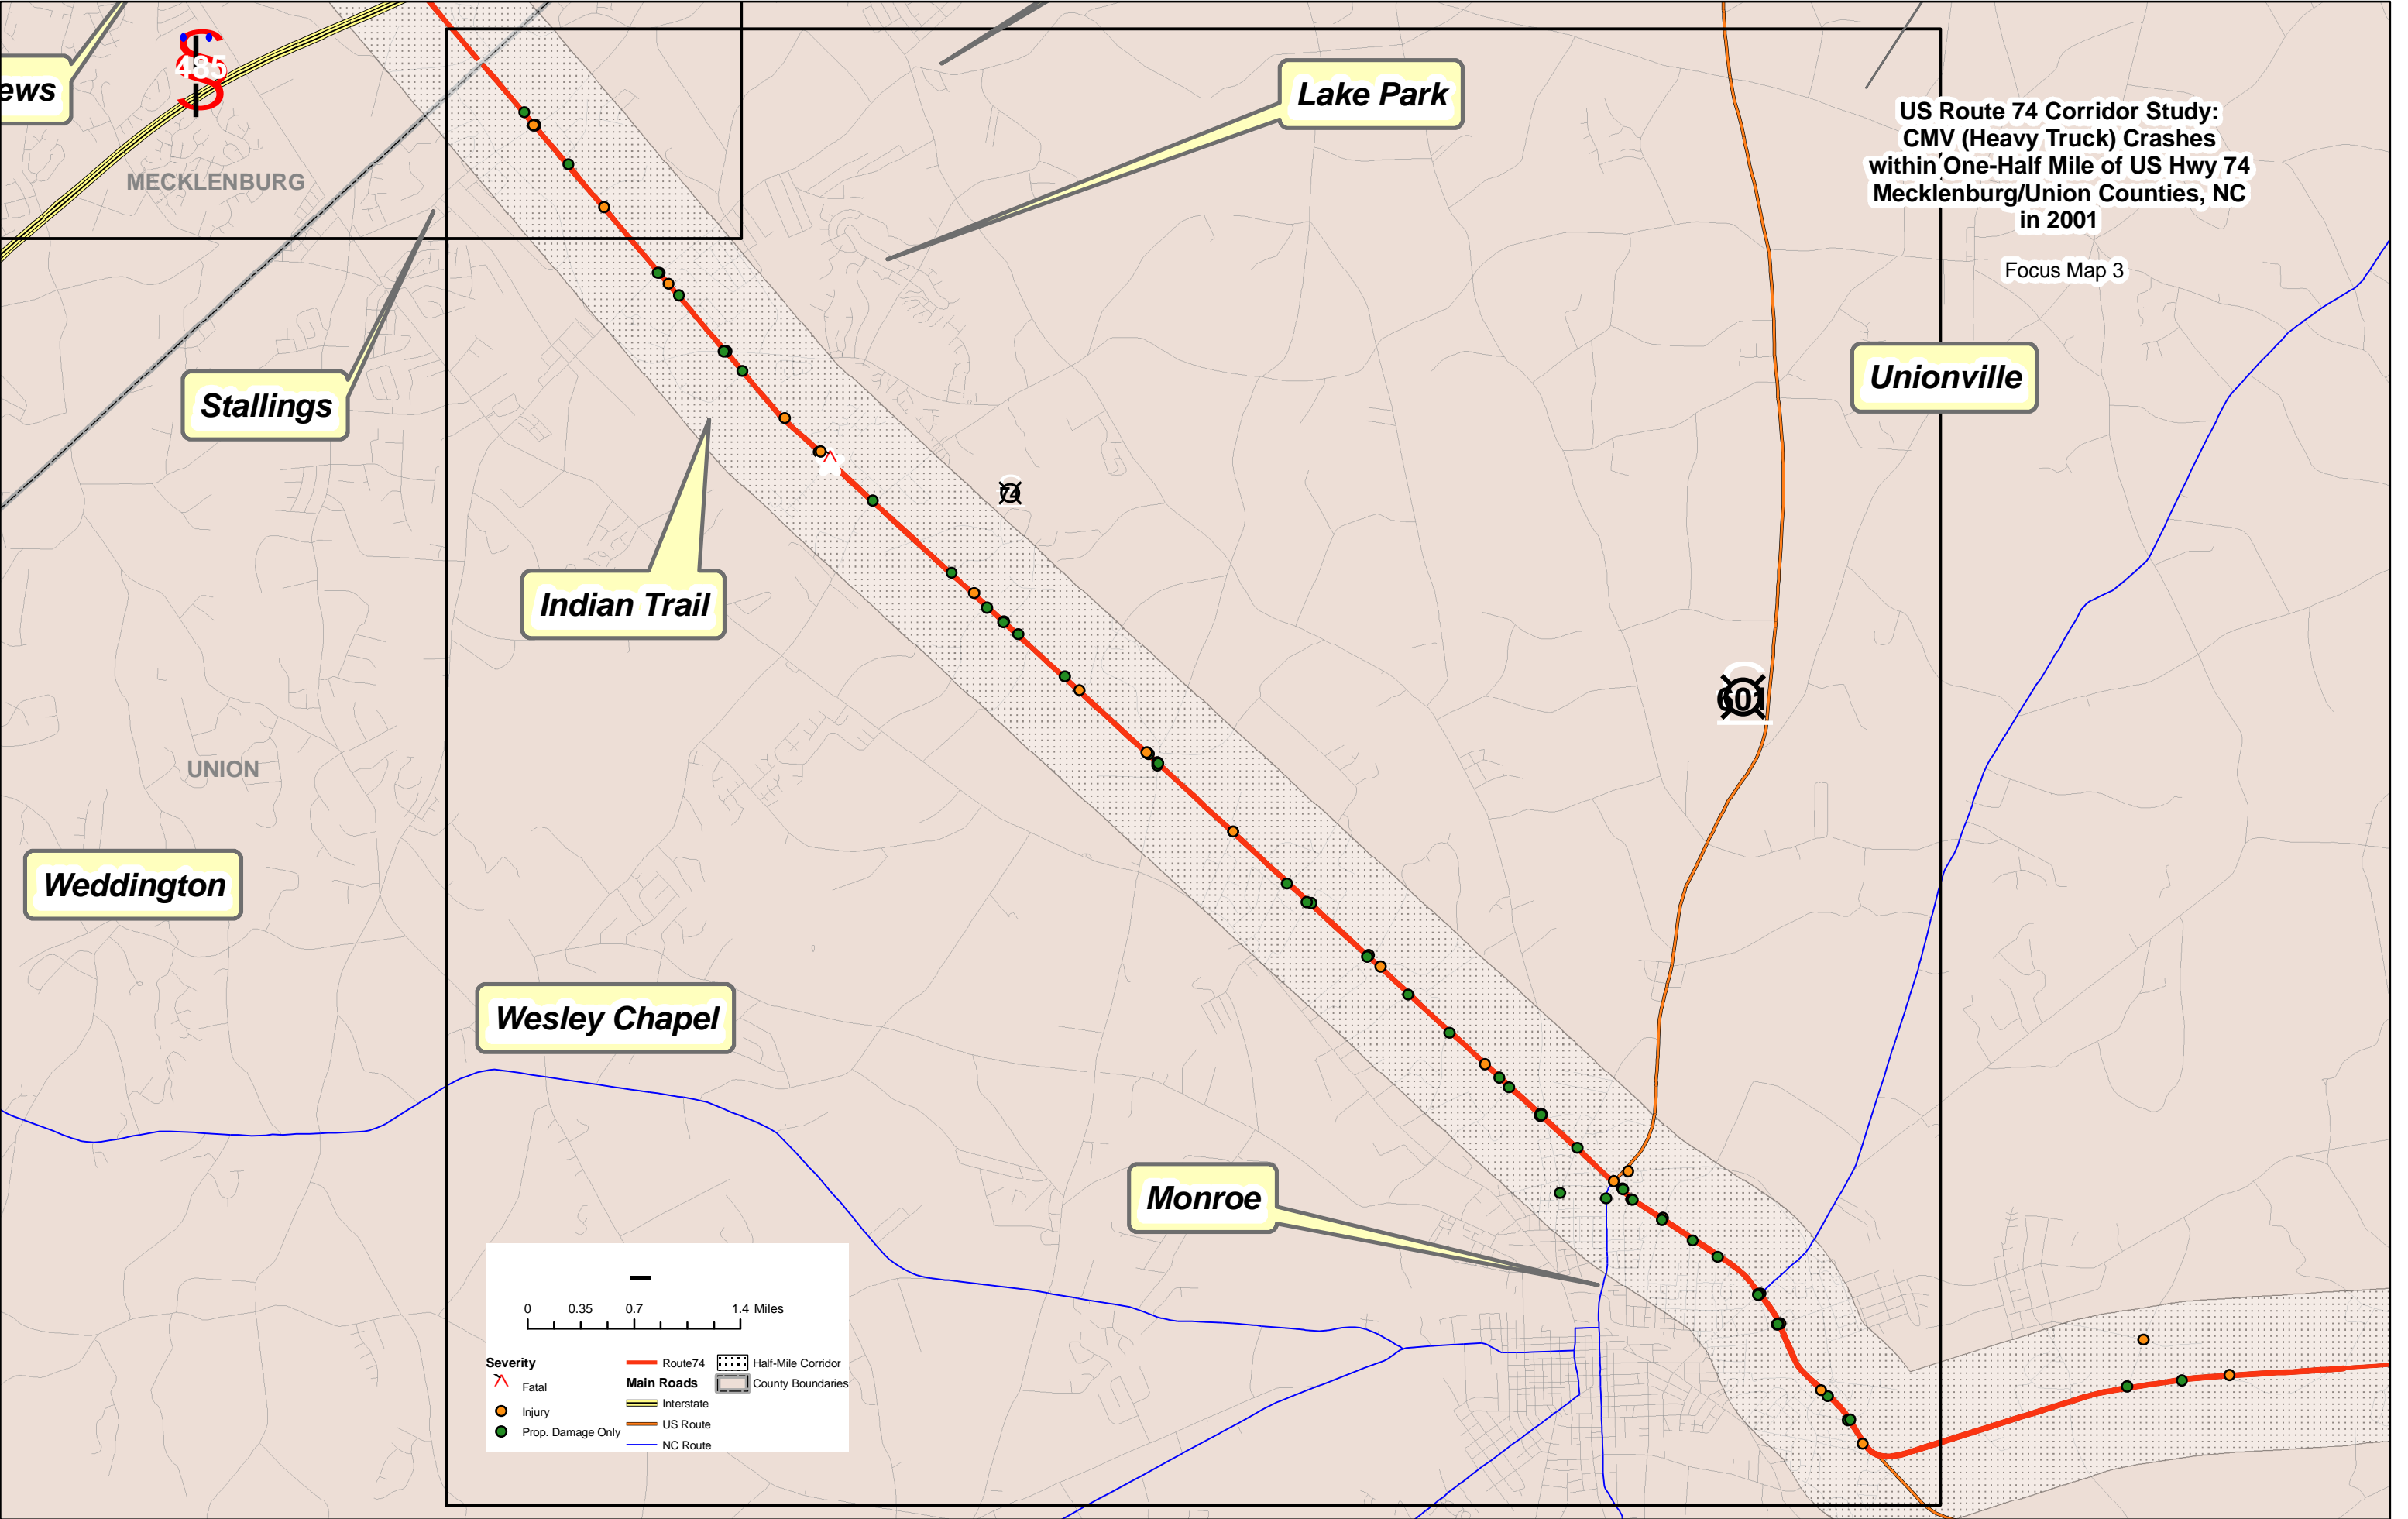 485
ews
Lake Park
US Route 74 Corridor Study:
CMV (Heavy Truck) Crashes
within One-Half Mile of US Hwy 74
Mecklenburg/Union Counties, NC
in 2001
MECKLENBURG
Focus Map 3
Stallings
Unionville
74
Indian Trail
601
UNION
Weddington
Wesley Chapel
Monroe
0 0.35 0.7 1.4 Miles
Severity
Fatal
Injury
Prop. Damage Only
Route74
Main Roads
Interstate
US Route
NC Route
Half-Mile Corridor
County Boundaries